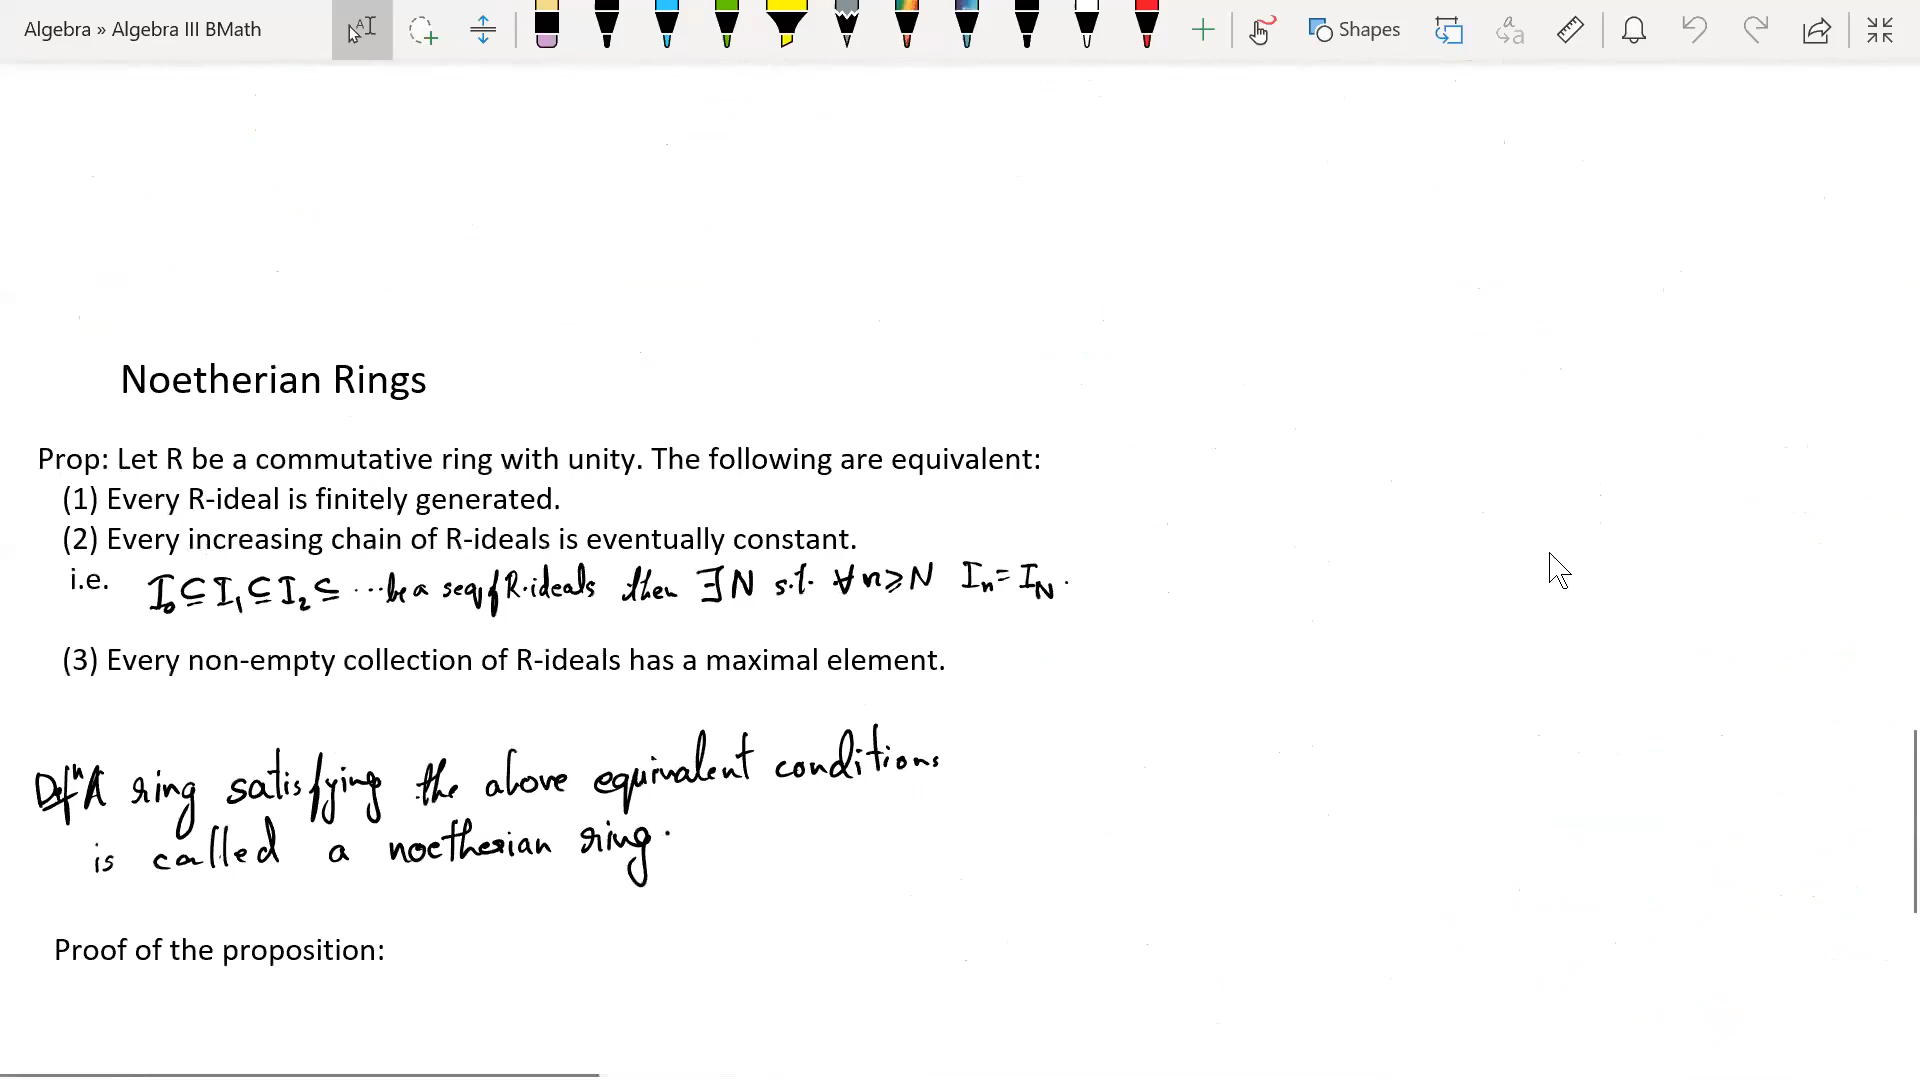 Algebra » Algebra III BMath
Shapes
Noetherian Rings
Prop: Let R be a commutative ring with unity. The following are equivalent:
(1) Every R-ideal is finitely generated.
(2) Every increasing chain of R-ideals is eventually constant.
i.e. I₀ ⊆ I₁ ⊆ I₂ ⊆ ... be a seq of R-ideals then ∃ N s.t. ∀ n ⩾ N Iₙ = I_N.
(3) Every non-empty collection of R-ideals has a maximal element.
Defⁿ A ring satisfying the above equivalent conditions
is called a noetherian ring.
Proof of the proposition: